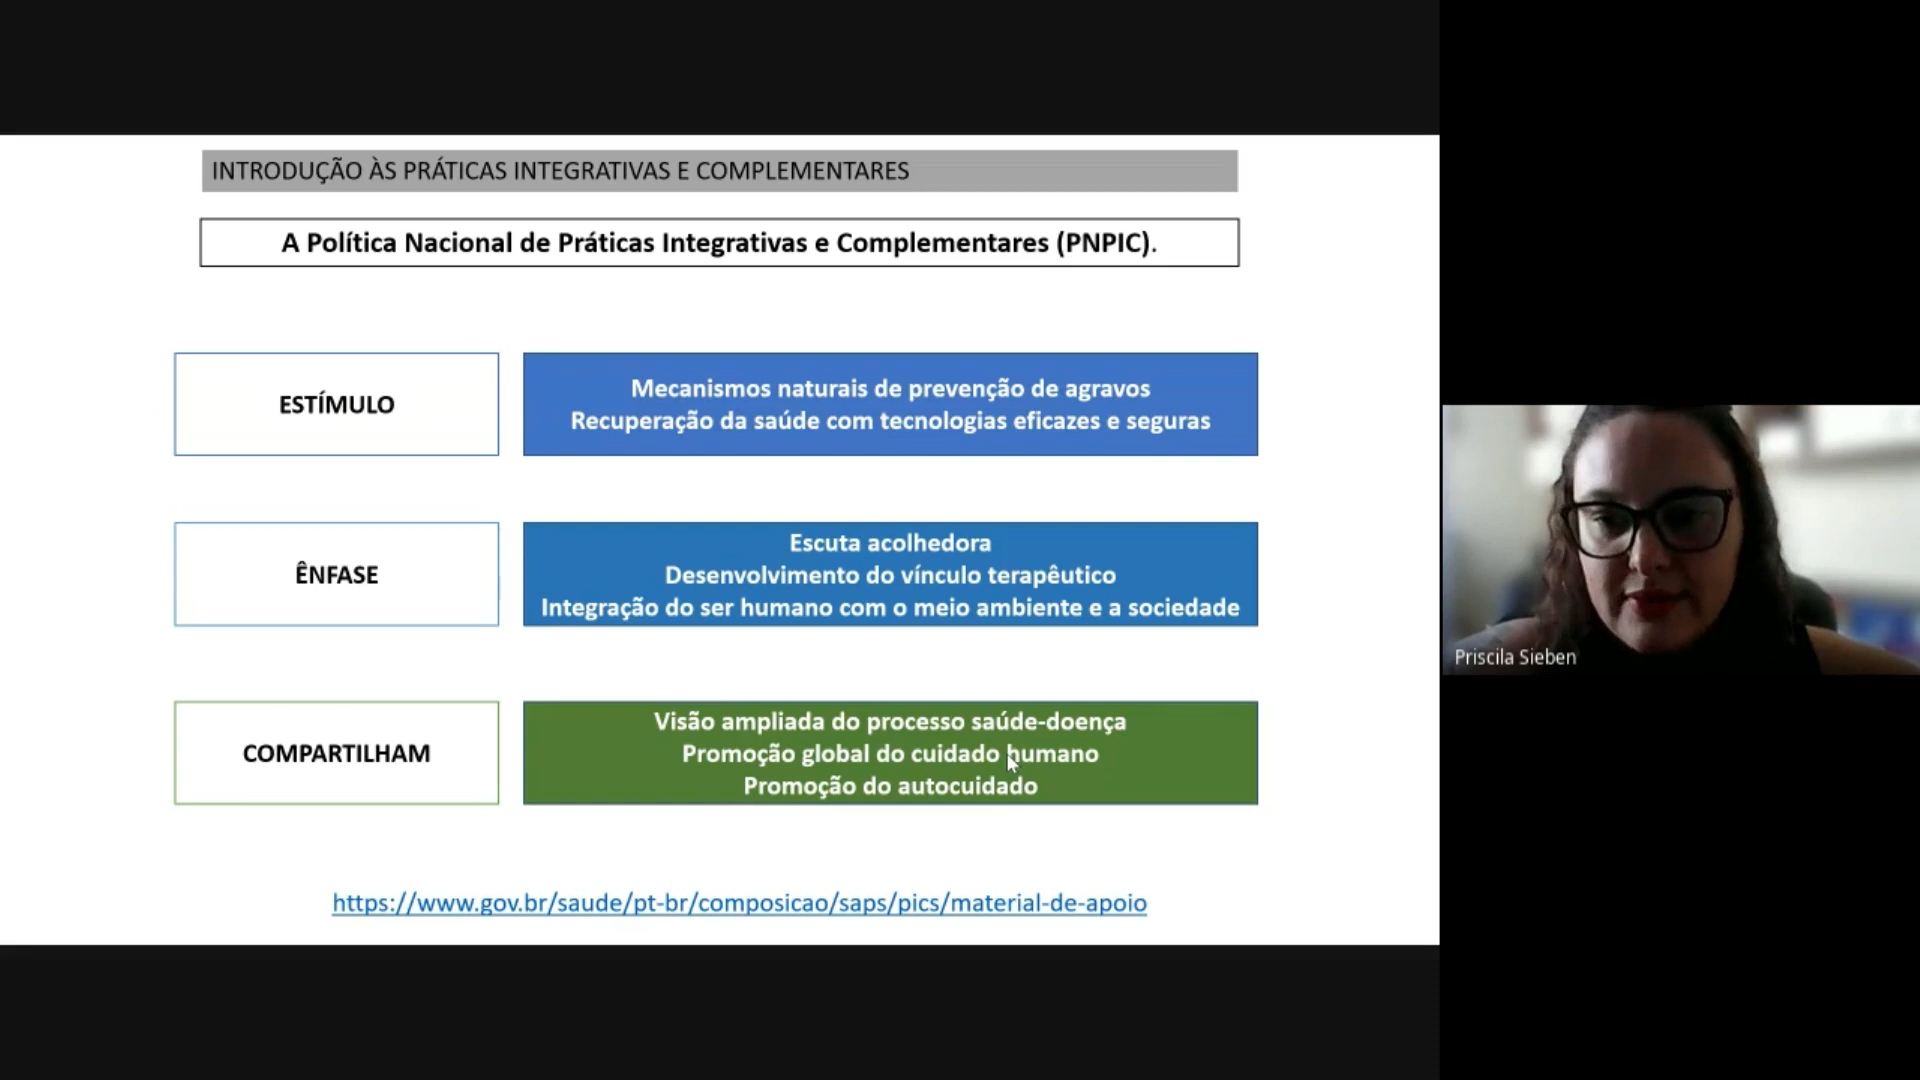 INTRODUÇÃO ÀS PRÁTICAS INTEGRATIVAS E COMPLEMENTARES
A Política Nacional de Práticas Integrativas e Complementares (PNPIC).
ESTÍMULO
Mecanismos naturais de prevenção de agravos
Recuperação da saúde com tecnologias eficazes e seguras
ÊNFASE
Escuta acolhedora
Desenvolvimento do vínculo terapêutico
Integração do ser humano com o meio ambiente e a sociedade
COMPARTILHAM
Visão ampliada do processo saúde-doença
Promoção global do cuidado humano
Promoção do autocuidado
https://www.gov.br/saude/pt-br/composicao/saps/pics/material-de-apoio
Priscila Sieben